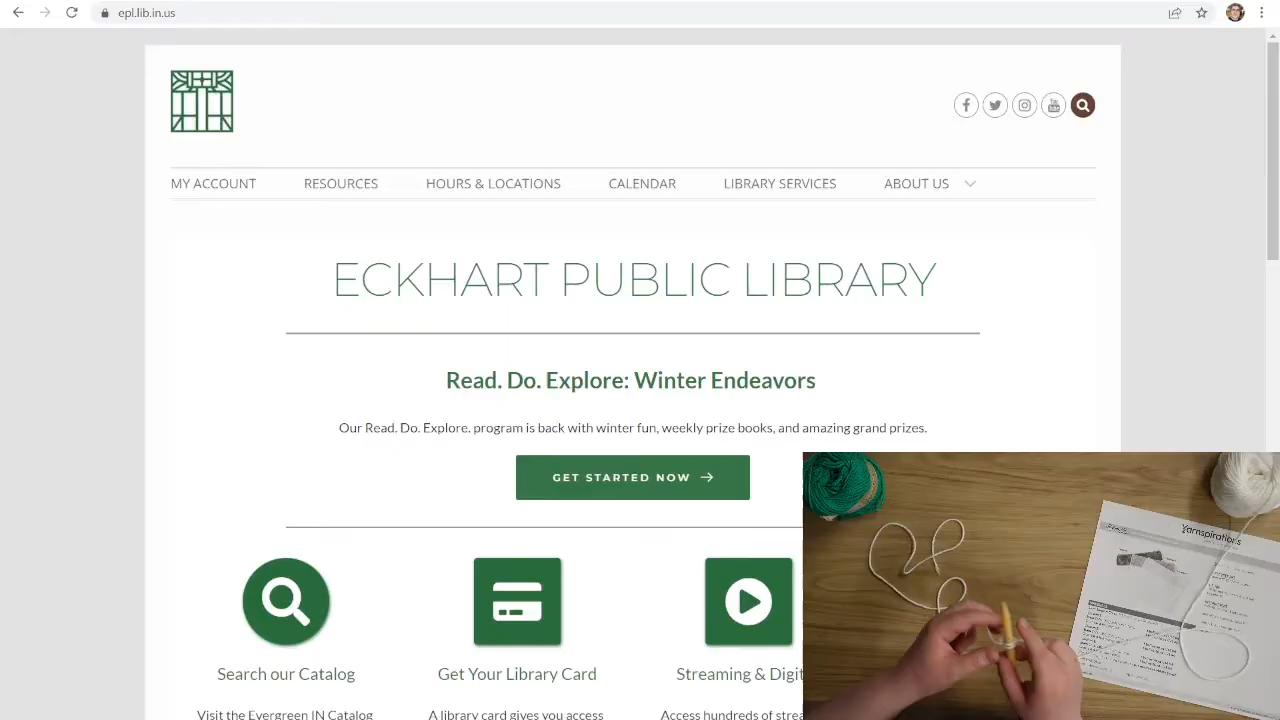 epl.lib.in.us
MY ACCOUNT RESOURCES HOURS & LOCATIONS CALENDAR LIBRARY SERVICES ABOUT US
ECKHART PUBLIC LIBRARY
Read. Do. Explore: Winter Endeavors
Our Read. Do. Explore. program is back with winter fun, weekly prize books, and amazing grand prizes.
GET STARTED NOW
Search our Catalog
Get Your Library Card
Streaming & Digit
Visit the Evergreen IN Catalog
A library card gives you access
Access hundreds of strea
Yarnspirations